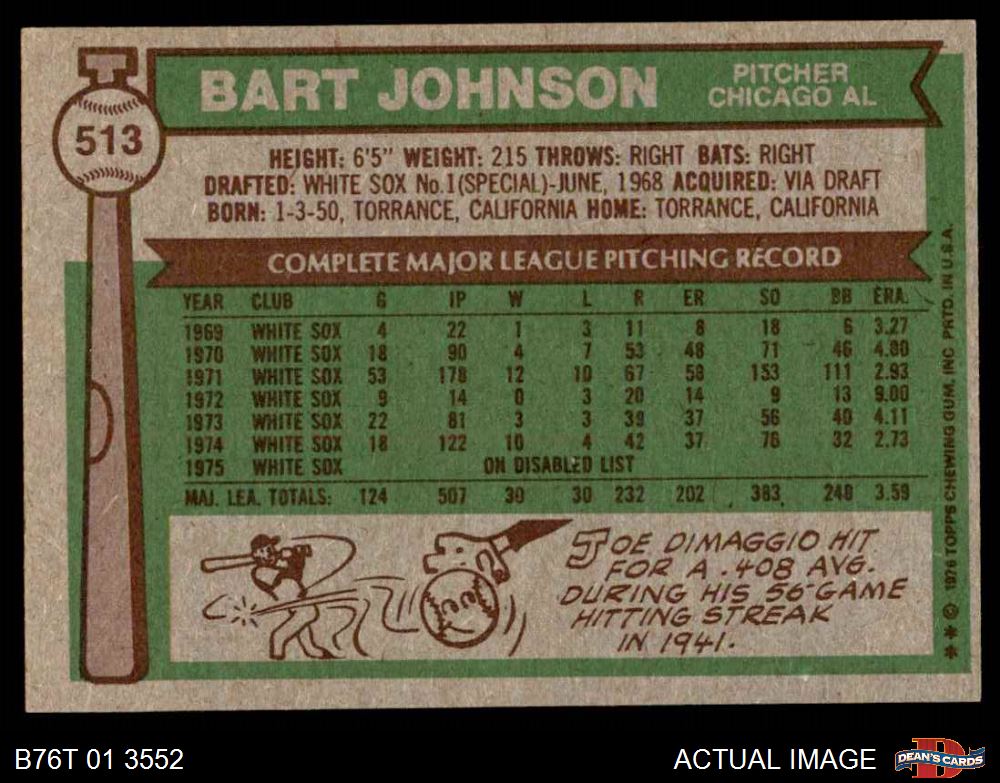 513
BART JOHNSON
PITCHER
CHICAGO AL
HEIGHT: 6'5" WEIGHT: 215 THROWS: RIGHT BATS: RIGHT
DRAFTED: WHITE SOX No.1(SPECIAL)-JUNE, 1968 ACQUIRED: VIA DRAFT
BORN: 1-3-50, TORRANCE, CALIFORNIA HOME: TORRANCE, CALIFORNIA
COMPLETE MAJOR LEAGUE PITCHING RECORD
YEAR CLUB G IP W L R ER SO BB ERA
1969 WHITE SOX 4 22 1 3 11 8 18 6 3.27
1970 WHITE SOX 18 90 4 7 53 48 71 46 4.80
1971 WHITE SOX 53 178 12 10 67 58 153 111 2.93
1972 WHITE SOX 9 14 0 3 20 14 9 13 9.00
1973 WHITE SOX 22 81 3 3 39 37 56 40 4.11
1974 WHITE SOX 18 122 10 4 42 37 76 32 2.73
1975 WHITE SOX ON DISABLED LIST
MAJ. LEA. TOTALS: 124 507 30 30 232 202 383 248 3.59
JOE DIMAGGIO HIT
FOR A .408 AVG.
DURING HIS 56-GAME
HITTING STREAK
IN 1941.
** © 1976 TOPPS CHEWING GUM, INC PRTD. IN U.S.A.
B76T 01 3552
ACTUAL IMAGE
D
DEAN'S CARDS